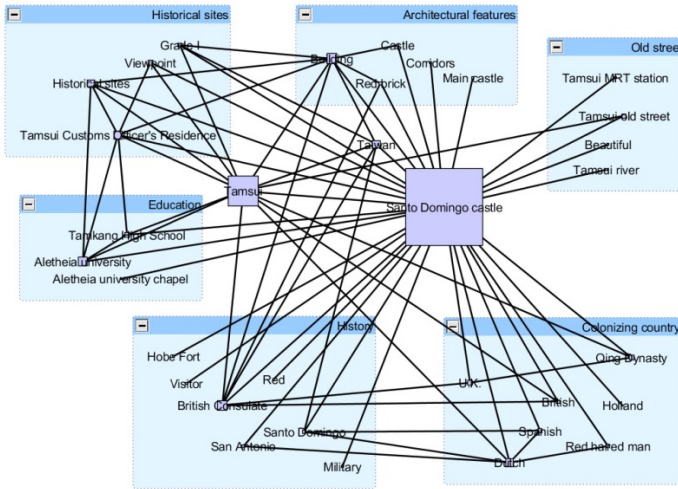 Historical sites
Grade I
Viewpoint
Historical sites
Tamsui Customs Officer's Residence
Architectural features
Castle
Building
Corridors
Red brick
Main castle
Taiwan
Old street
Tamsui MRT station
Tamsui old street
Beautiful
Tamsui river
Tamsui
Santo Domingo castle
Education
Tamkang High School
Aletheia university
Aletheia university chapel
History
Hobe Fort
Visitor
Red
British Consulate
Santo Domingo
San Antonio
Military
Colonizing country
Qing Dynasty
U.K.
British
Holland
Spanish
Red haired man
Dutch